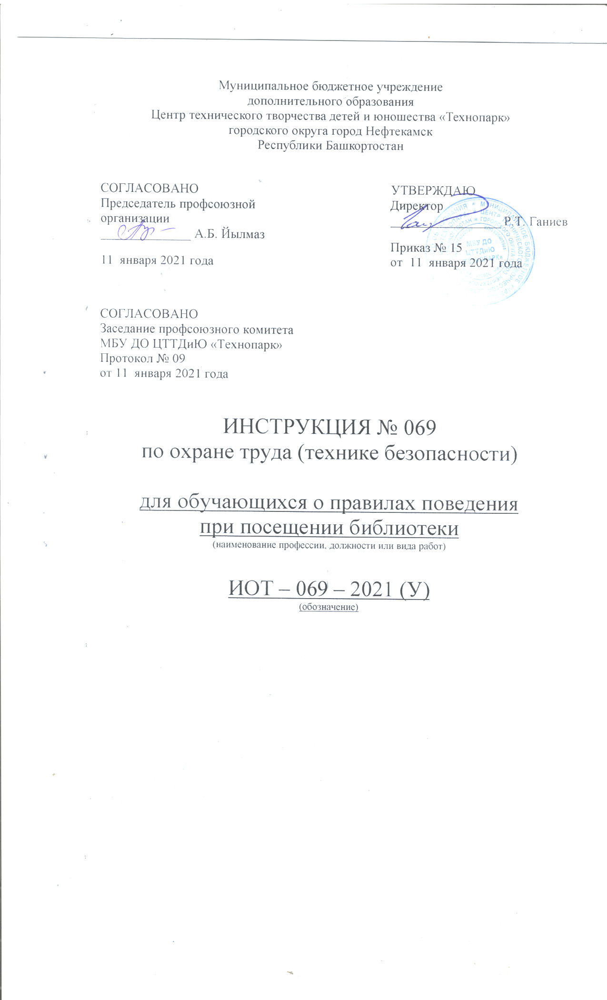 Муниципальное бюджетное учреждение
дополнительного образования
Центр технического творчества детей и юношества «Технопарк»
городского округа город Нефтекамск
Республики Башкортостан
СОГЛАСОВАНО
Председатель профсоюзной
организации
А.Б. Йылмаз
11 января 2021 года
УТВЕРЖДАЮ
Директор
Р.Т. Ганиев
Приказ № 15
от 11 января 2021 года
МБУ ДО
ЦТТДиЮ
СОГЛАСОВАНО
Заседание профсоюзного комитета
МБУ ДО ЦТТДиЮ «Технопарк»
Протокол № 09
от 11 января 2021 года
ИНСТРУКЦИЯ № 069
по охране труда (технике безопасности)
для обучающихся о правилах поведения
при посещении библиотеки
(наименование профессии, должности или вида работ)
ИОТ – 069 – 2021 (У)
(обозначение)